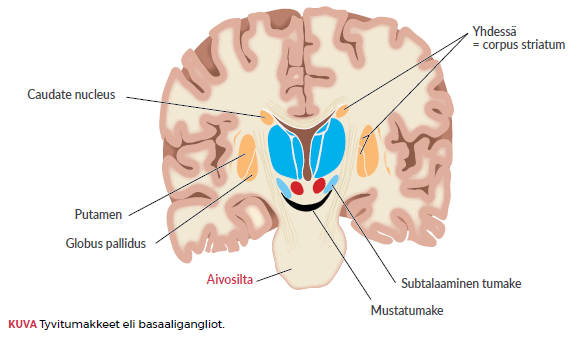 Yhdessä
= corpus striatum
Caudate nucleus
Putamen
Globus pallidus
Aivosilta
Subtalaaminen tumake
Mustatumake
KUVA Tyvitumakkeet eli basaaligangliot.